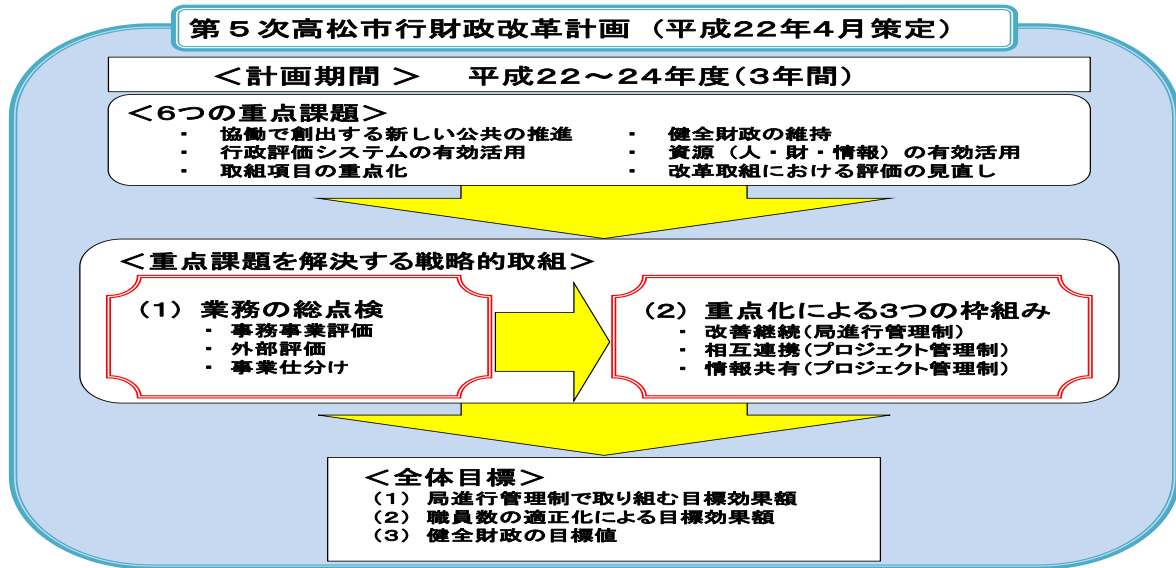 第５次高松市行財政改革計画（平成22年4月策定）
＜計画期間 ＞　平成２２～２４年度（３年間）
＜６つの重点課題＞
・ 協働で創出する新しい公共の推進
・ 行政評価システムの有効活用
・ 取組項目の重点化
・ 健全財政の維持
・ 資源（人・財・情報）の有効活用
・ 改革取組における評価の見直し
＜重点課題を解決する戦略的取組＞
（１）業務の総点検
・ 事務事業評価
・ 外部評価
・ 事業仕分け
（２）重点化による３つの枠組み
・ 改善継続（局進行管理制）
・ 相互連携（プロジェクト管理制）
・ 情報共有（プロジェクト管理制）
＜全体目標＞
（１）局進行管理制で取り組む目標効果額
（２）職員数の適正化による目標効果額
（３）健全財政の目標値